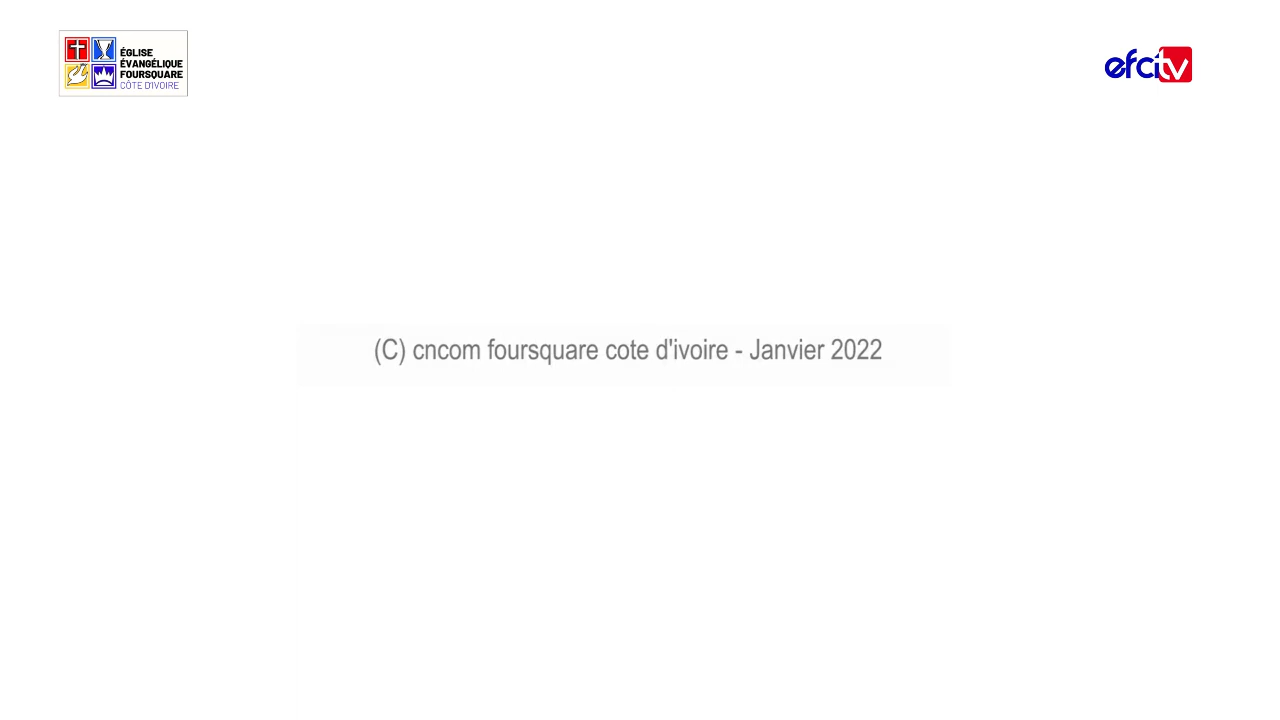 ÉGLISE
ÉVANGÉLIQUE
FOURSQUARE
CÔTE D'IVOIRE
efcitv
(C) cncom foursquare cote d'ivoire - Janvier 2022